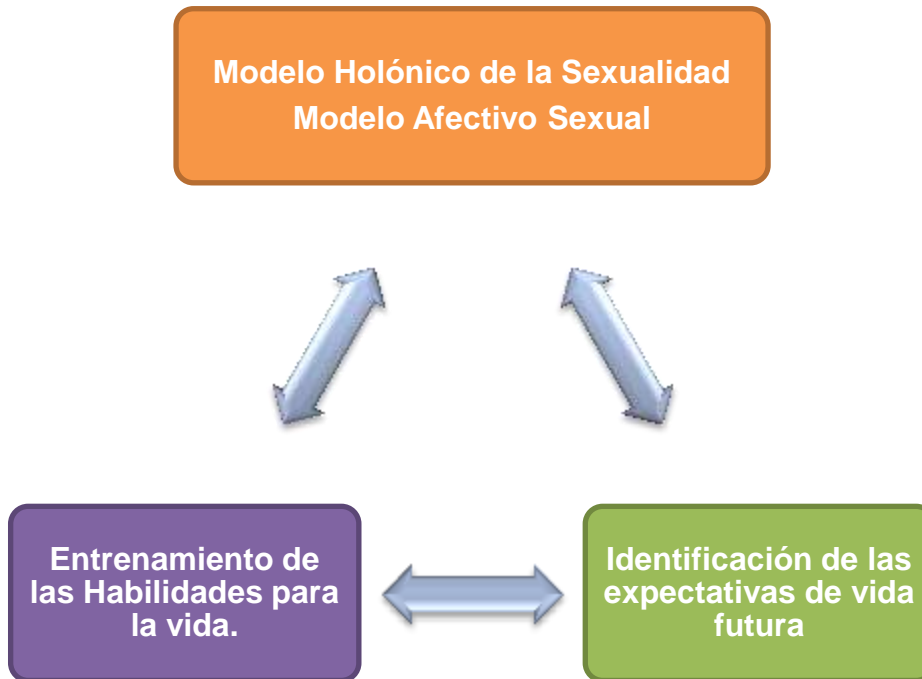 Modelo Holónico de la Sexualidad
Modelo Afectivo Sexual
Entrenamiento de
las Habilidades para
la vida.
Identificación de las
expectativas de vida
futura